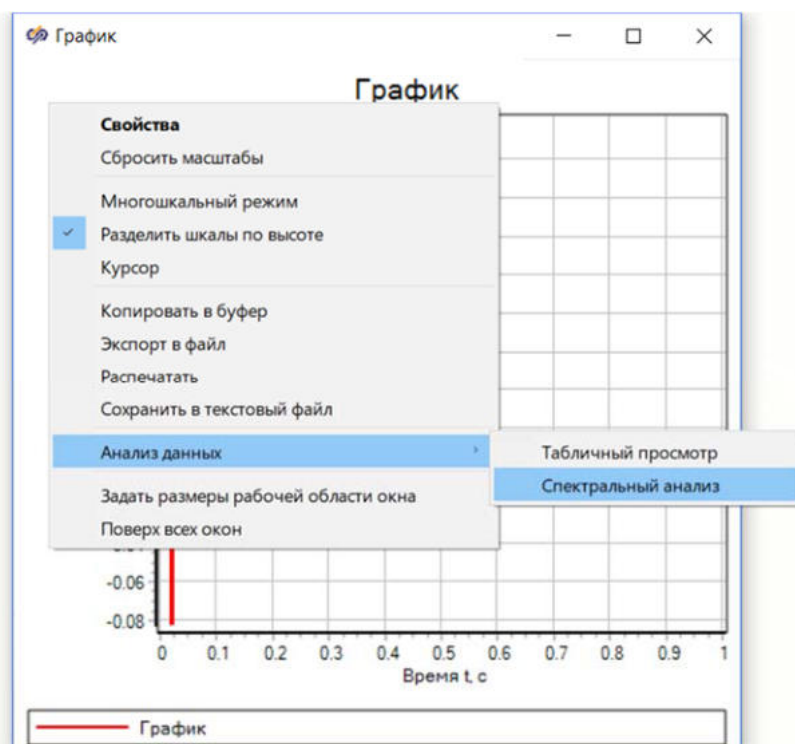 График
График
Свойства
Сбросить масштабы
Многошкальный режим
Разделить шкалы по высоте
Курсор
Копировать в буфер
Экспорт в файл
Распечатать
Сохранить в текстовый файл
Анализ данных
Табличный просмотр
Спектральный анализ
Задать размеры рабочей области окна
Поверх всех окон
-0.06
-0.08
0 0.1 0.2 0.3 0.4 0.5 0.6 0.7 0.8 0.9 1
Время t, с
График